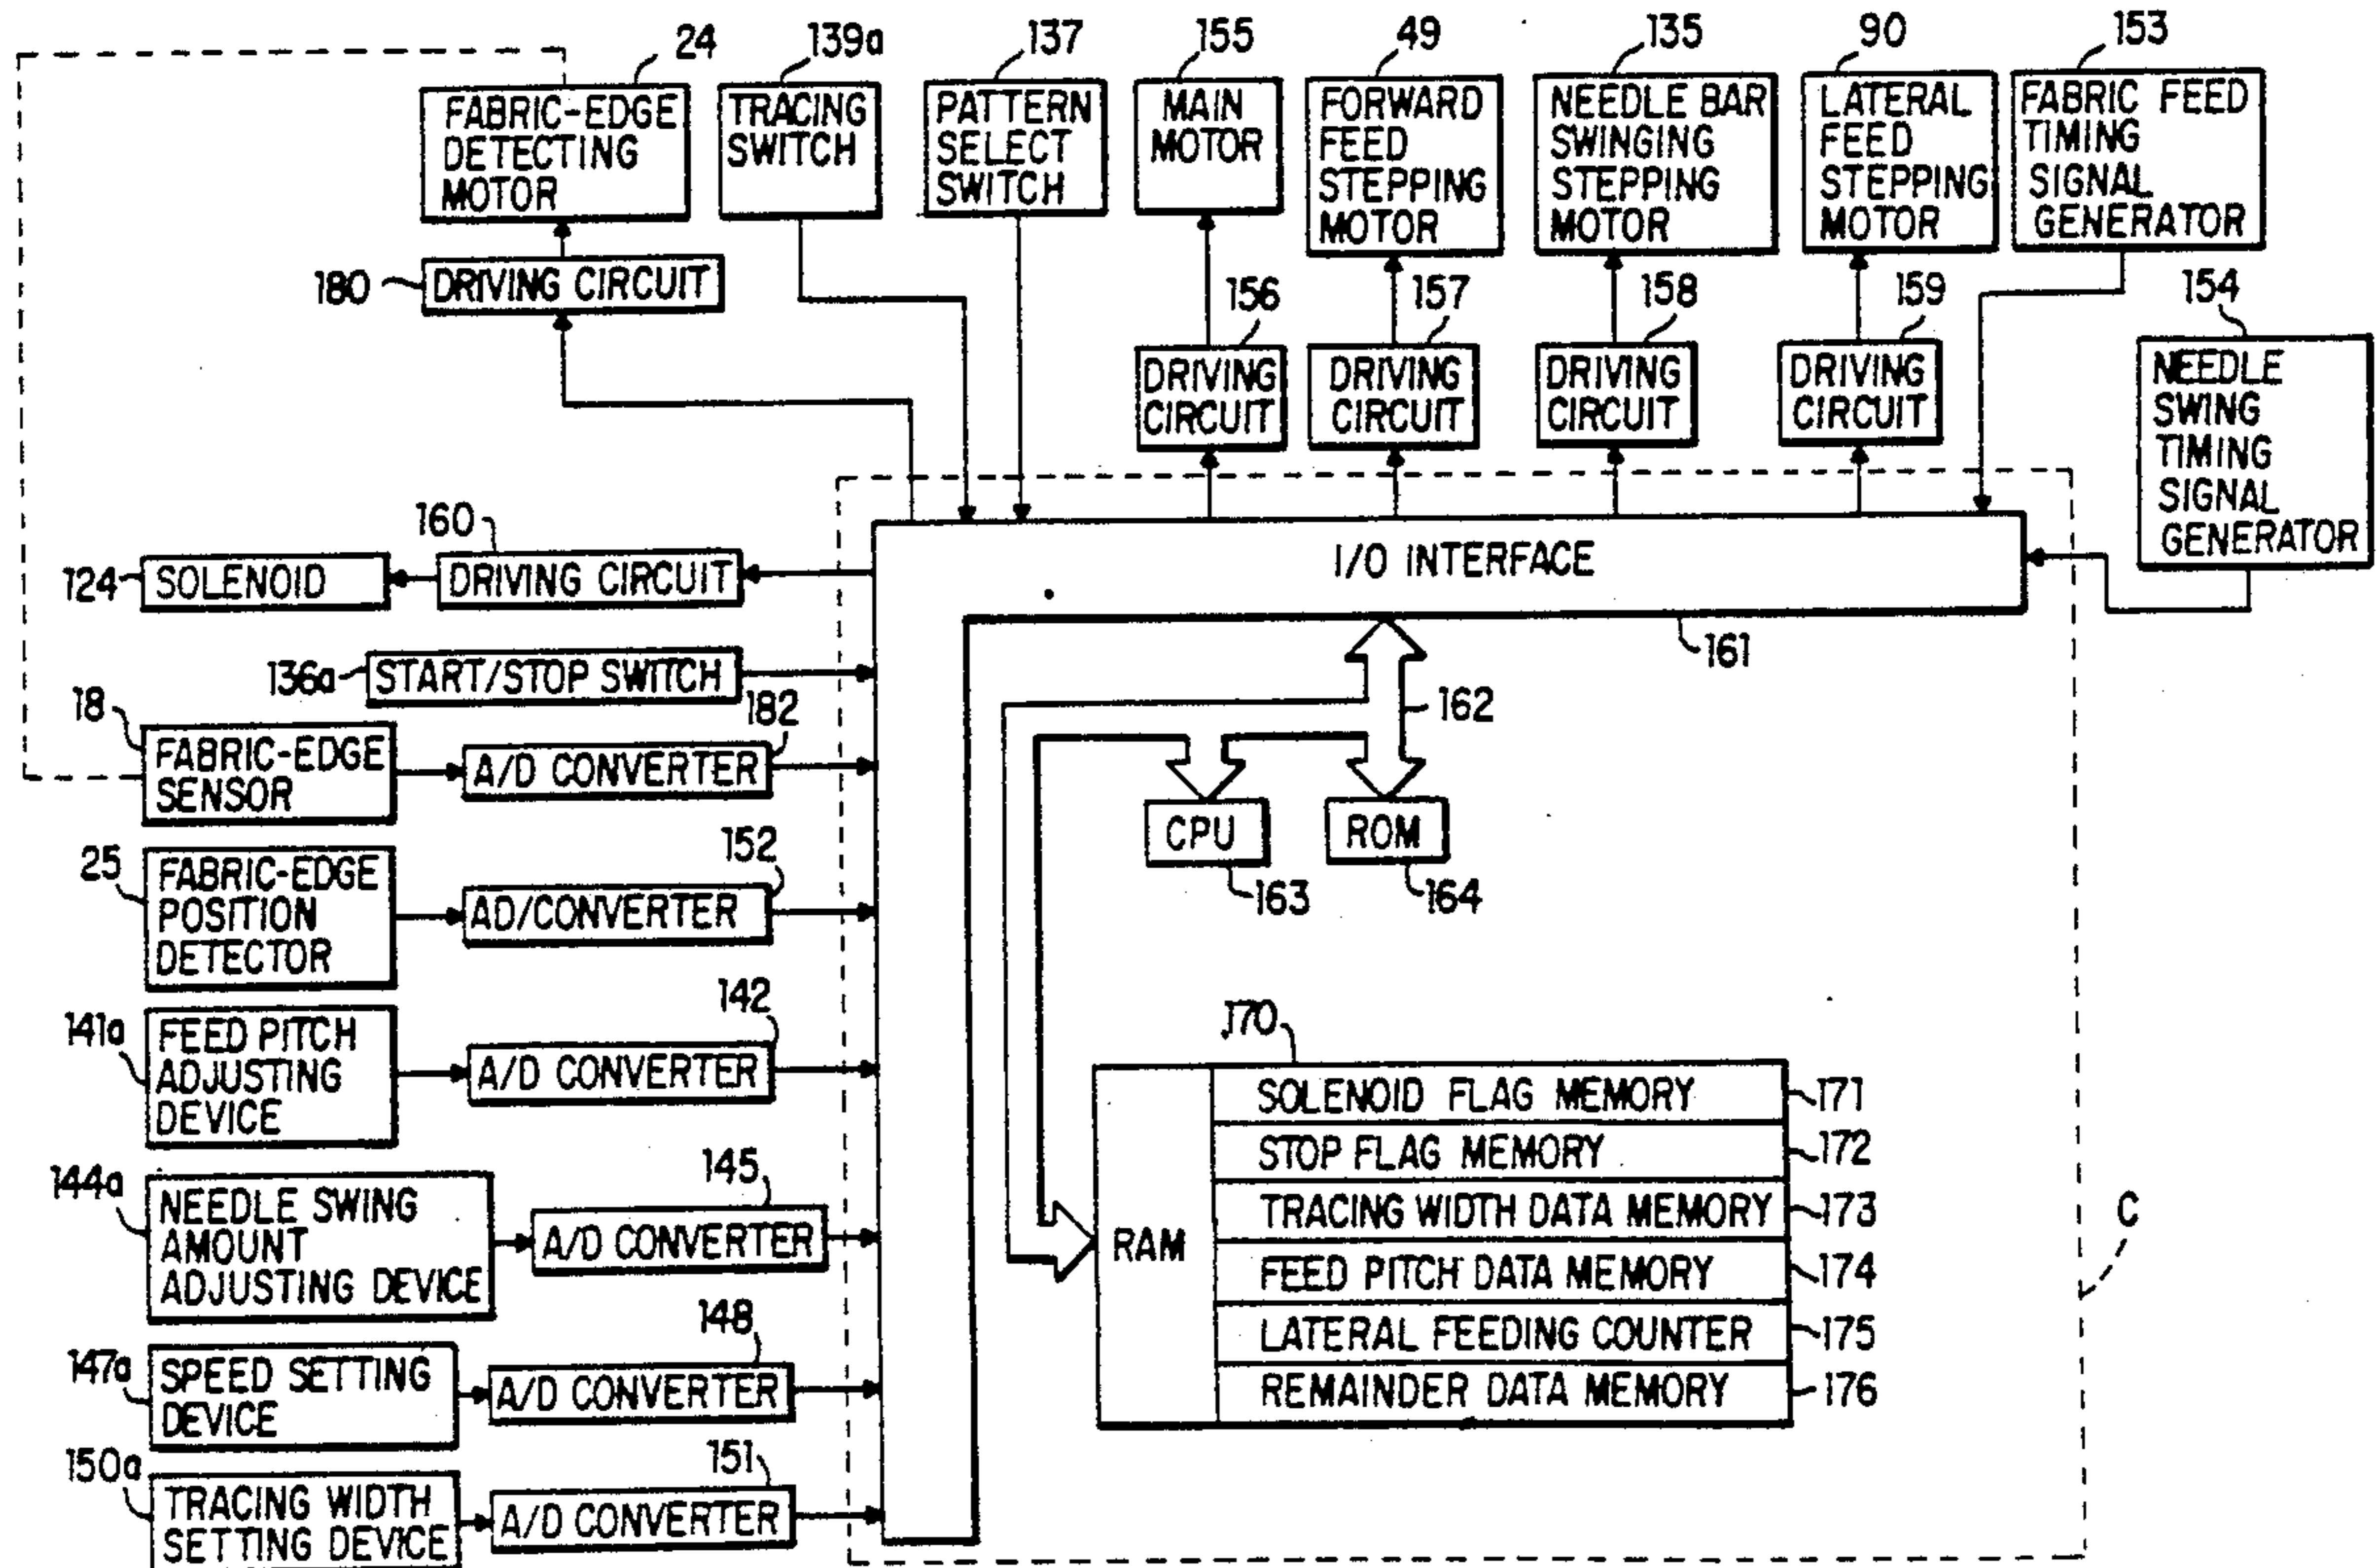 24
139a
137
155
49
135
90
153
FABRIC-EDGE
DETECTING
MOTOR
TRACING
SWITCH
PATTERN
SELECT
SWITCH
MAIN
MOTOR
FORWARD
FEED
STEPPING
MOTOR
NEEDLE BAR
SWINGING
STEPPING
MOTOR
LATERAL
FEED
STEPPING
MOTOR
FABRIC FEED
TIMING
SIGNAL
GENERATOR
180
DRIVING CIRCUIT
156
157
158
159
154
DRIVING
CIRCUIT
DRIVING
CIRCUIT
DRIVING
CIRCUIT
DRIVING
CIRCUIT
NEEDLE
SWING
TIMING
SIGNAL
GENERATOR
160
124
SOLENOID
DRIVING CIRCUIT
I/O INTERFACE
161
136a
START/STOP SWITCH
18
182
162
FABRIC-EDGE
SENSOR
A/D CONVERTER
CPU
ROM
163
164
25
152
FABRIC-EDGE
POSITION
DETECTOR
AD/CONVERTER
141a
142
FEED PITCH
ADJUSTING
DEVICE
A/D CONVERTER
170
RAM
SOLENOID FLAG MEMORY
171
STOP FLAG MEMORY
172
TRACING WIDTH DATA MEMORY
173
FEED PITCH DATA MEMORY
174
LATERAL FEEDING COUNTER
175
REMAINDER DATA MEMORY
176
C
144a
145
NEEDLE SWING
AMOUNT
ADJUSTING DEVICE
A/D CONVERTER
147a
148
SPEED SETTING
DEVICE
A/D CONVERTER
150a
151
TRACING WIDTH
SETTING DEVICE
A/D CONVERTER